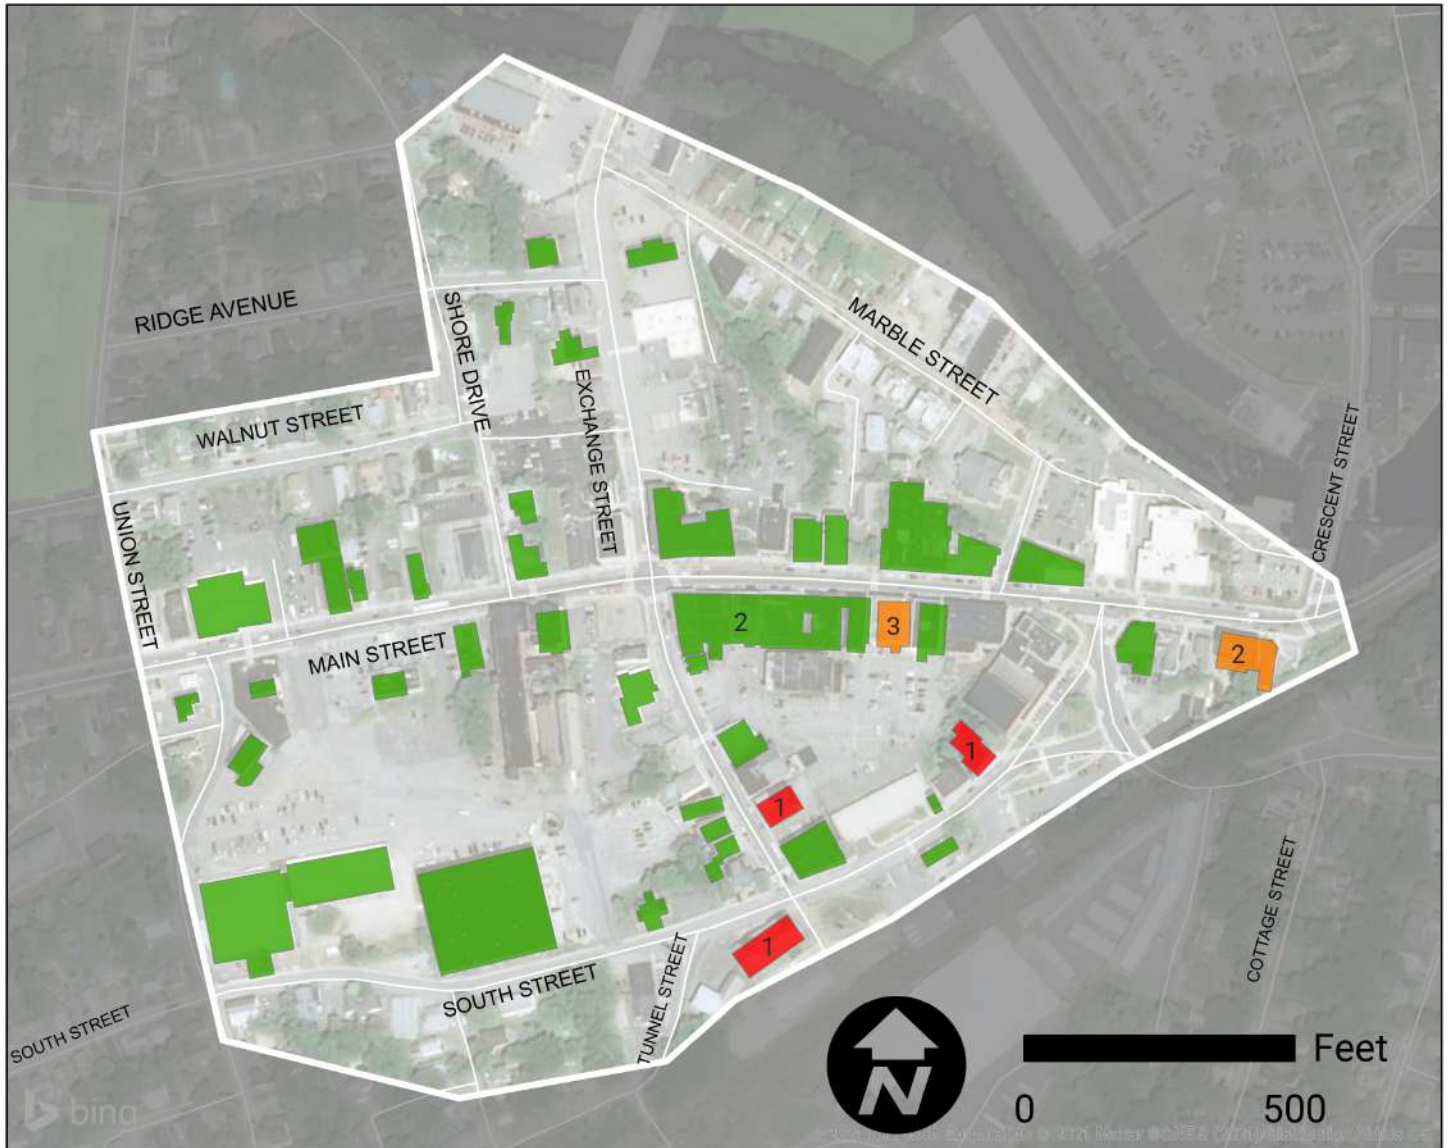 RIDGE AVENUE
SHORE DRIVE
MARBLE STREET
EXCHANGE STREET
WALNUT STREET
CRESCENT STREET
UNION STREET
2
3
MAIN STREET
2
1
1
COTTAGE STREET
1
SOUTH STREET
TUNNEL STREET
SOUTH STREET
N
Feet
0 500
bing